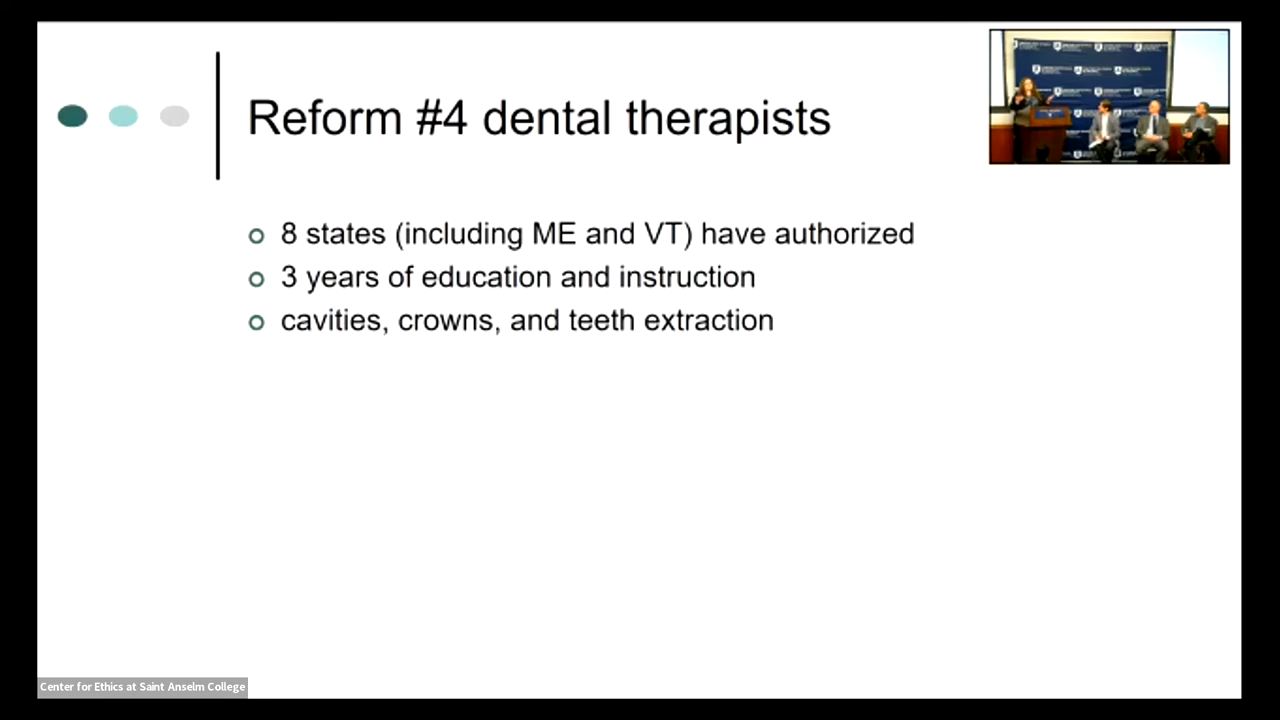 Reform #4 dental therapists
8 states (including ME and VT) have authorized
3 years of education and instruction
cavities, crowns, and teeth extraction
Center for Ethics at Saint Anselm College